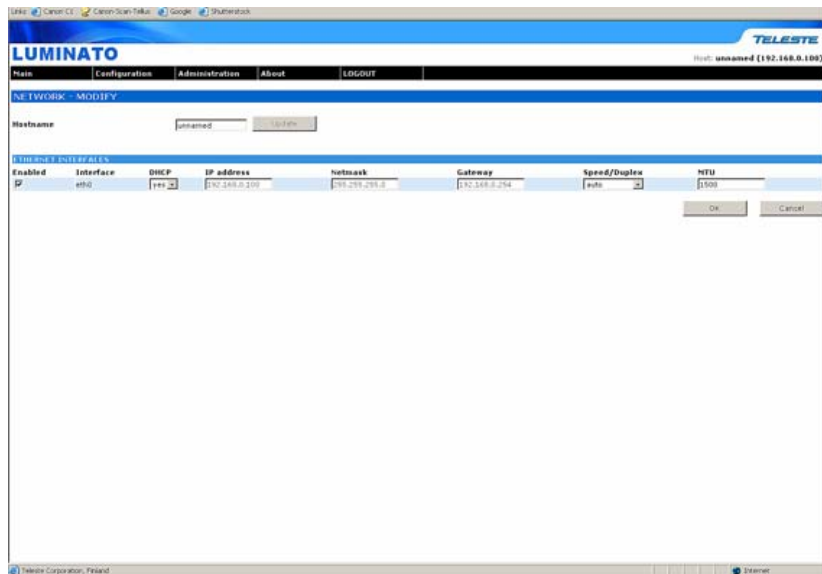 Links Canon CI Canon-Scan-Tellus Google Shutterstock
TELESTE
LUMINATO
Host: unnamed (192.168.0.100)
Main Configuration Administration About LOGOUT
NETWORK - MODIFY
Hostname unnamed Update
ETHERNET INTERFACES
Enabled Interface DHCP IP address Netmask Gateway Speed/Duplex MTU
eth0 yes 192.168.0.100 255.255.255.0 192.168.0.254 auto 1500
OK Cancel
Teleste Corporation, Finland Internet